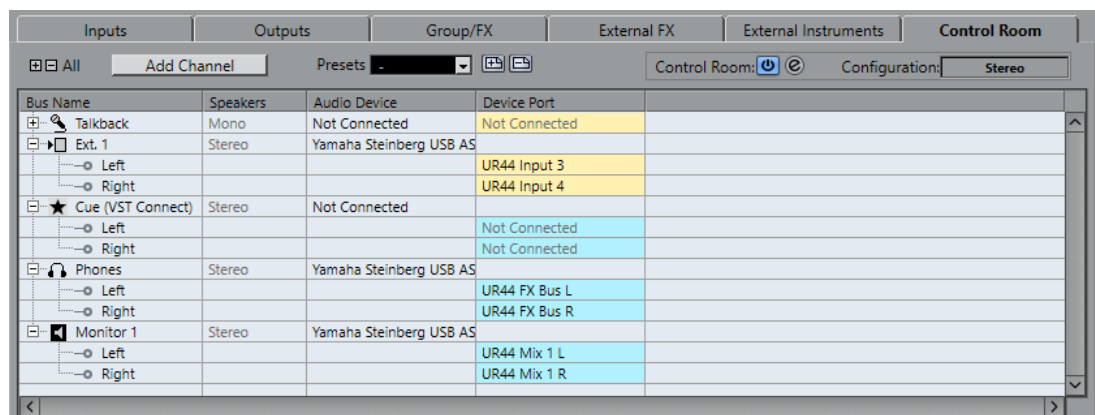 Inputs Outputs Group/FX External FX External Instruments Control Room
All Add Channel Presets - Control Room: e Configuration: Stereo
Bus Name Speakers Audio Device Device Port
Talkback Mono Not Connected Not Connected
Ext. 1 Stereo Yamaha Steinberg USB AS
Left UR44 Input 3
Right UR44 Input 4
Cue (VST Connect) Stereo Not Connected
Left Not Connected
Right Not Connected
Phones Stereo Yamaha Steinberg USB AS
Left UR44 FX Bus L
Right UR44 FX Bus R
Monitor 1 Stereo Yamaha Steinberg USB AS
Left UR44 Mix 1 L
Right UR44 Mix 1 R